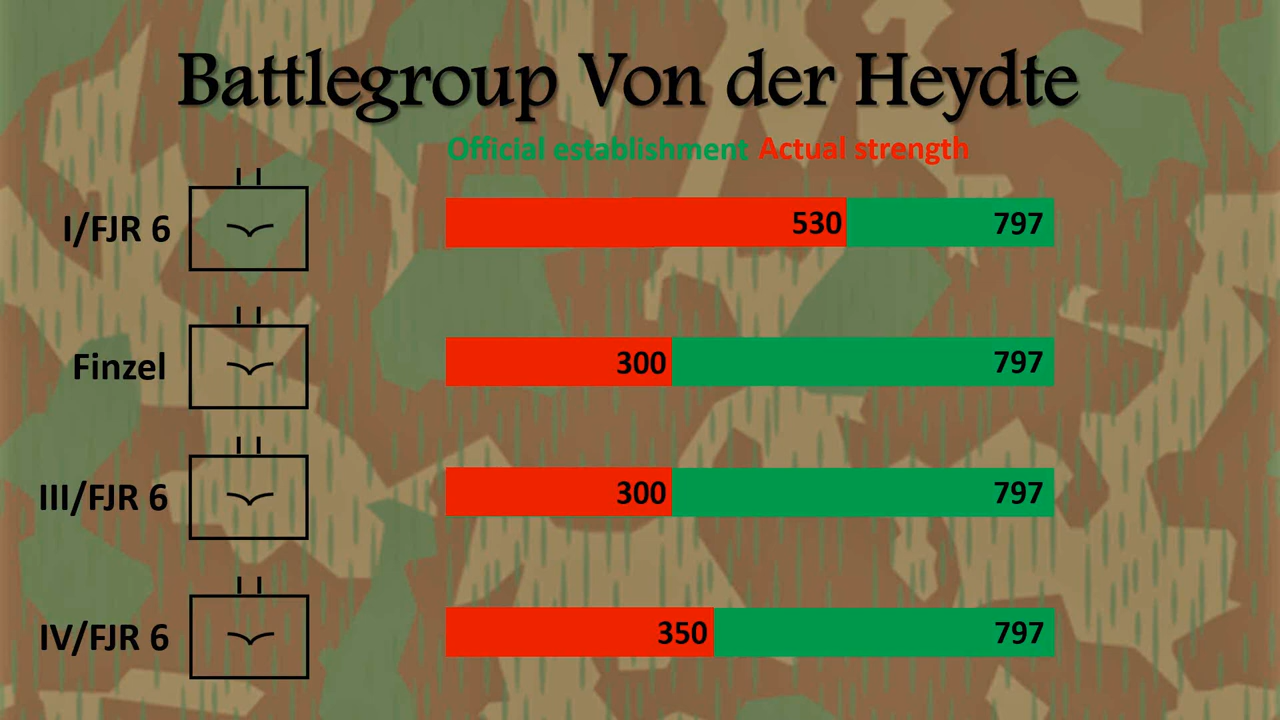 Battlegroup Von der Heydte
Official establishment Actual strength
I/FJR 6 530 797
Finzel 300 797
III/FJR 6 300 797
IV/FJR 6 350 797